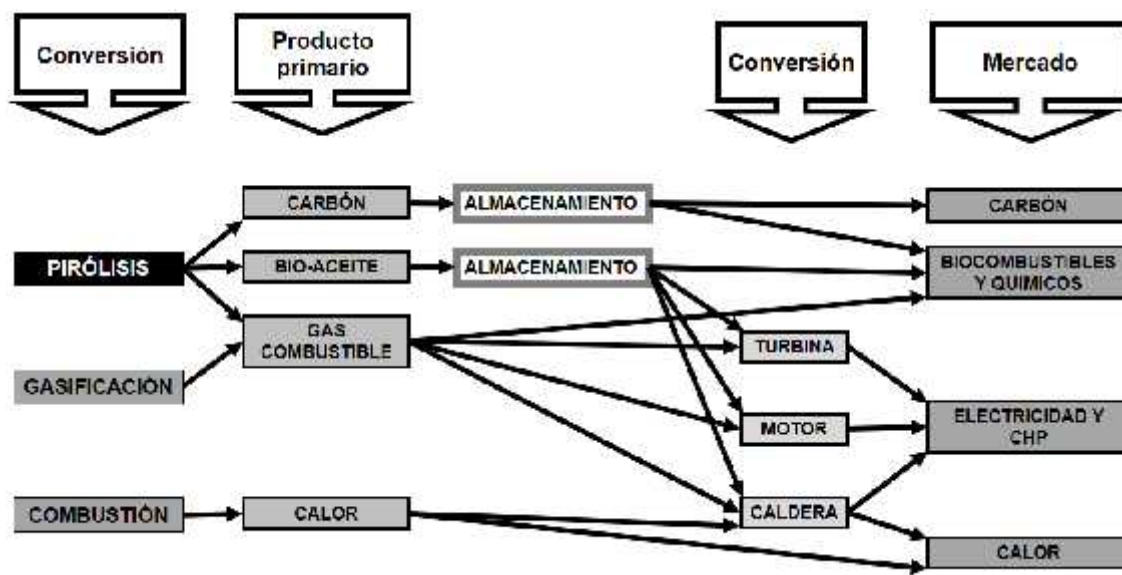 Conversión
Producto
primario
Conversión
Mercado
CARBÓN
ALMACENAMIENTO
CARBÓN
PIRÓLISIS
BIO-ACEITE
ALMACENAMIENTO
BIOCOMBUSTIBLES
Y QUIMICOS
GAS
COMBUSTIBLE
TURBINA
GASIFICACIÓN
MOTOR
ELECTRICIDAD Y
CHP
COMBUSTIÓN
CALOR
CALDERA
CALOR